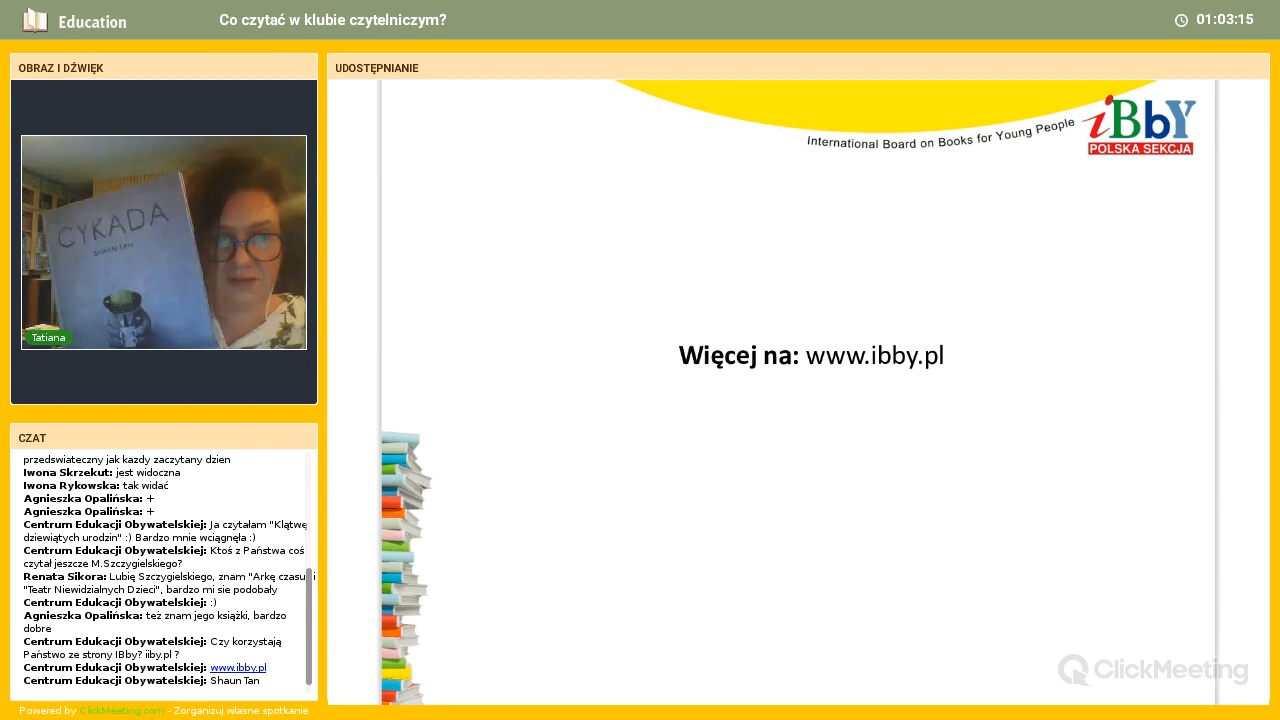 Education
Co czytać w klubie czytelniczym?
01:03:15
OBRAZ I DŹWIĘK
CYKADA
SHAUN TAN
Tatiana
CZAT
przedswiateczny jak kazdy zaczytany dzien
Iwona Skrzekut: jest widoczna
Iwona Rykowska: tak widać
Agnieszka Opalińska: +
Agnieszka Opalińska: +
Centrum Edukacji Obywatelskiej: Ja czytałam "Klątwę
dziewiątych urodzin" :) Bardzo mnie wciągnęła :)
Centrum Edukacji Obywatelskiej: Ktoś z Państwa coś
czytał jeszcze M.Szczygielskiego?
Renata Sikora: Lubię Szczygielskiego, znam "Arkę czasu i
"Teatr Niewidzialnych Dzieci", bardzo mi sie podobały
Centrum Edukacji Obywatelskiej: :)
Agnieszka Opalińska: też znam jego książki, bardzo
dobre
Centrum Edukacji Obywatelskiej: Czy korzystają
Państwo ze strony IBby? iiby.pl ?
Centrum Edukacji Obywatelskiej: www.ibby.pl
Centrum Edukacji Obywatelskiej: Shaun Tan
Powered by ClickMeeting.com - Zorganizuj własne spotkanie
UDOSTĘPNIANIE
International Board on Books for Young People
iBbY
POLSKA SEKCJA
Więcej na: www.ibby.pl
ClickMeeting